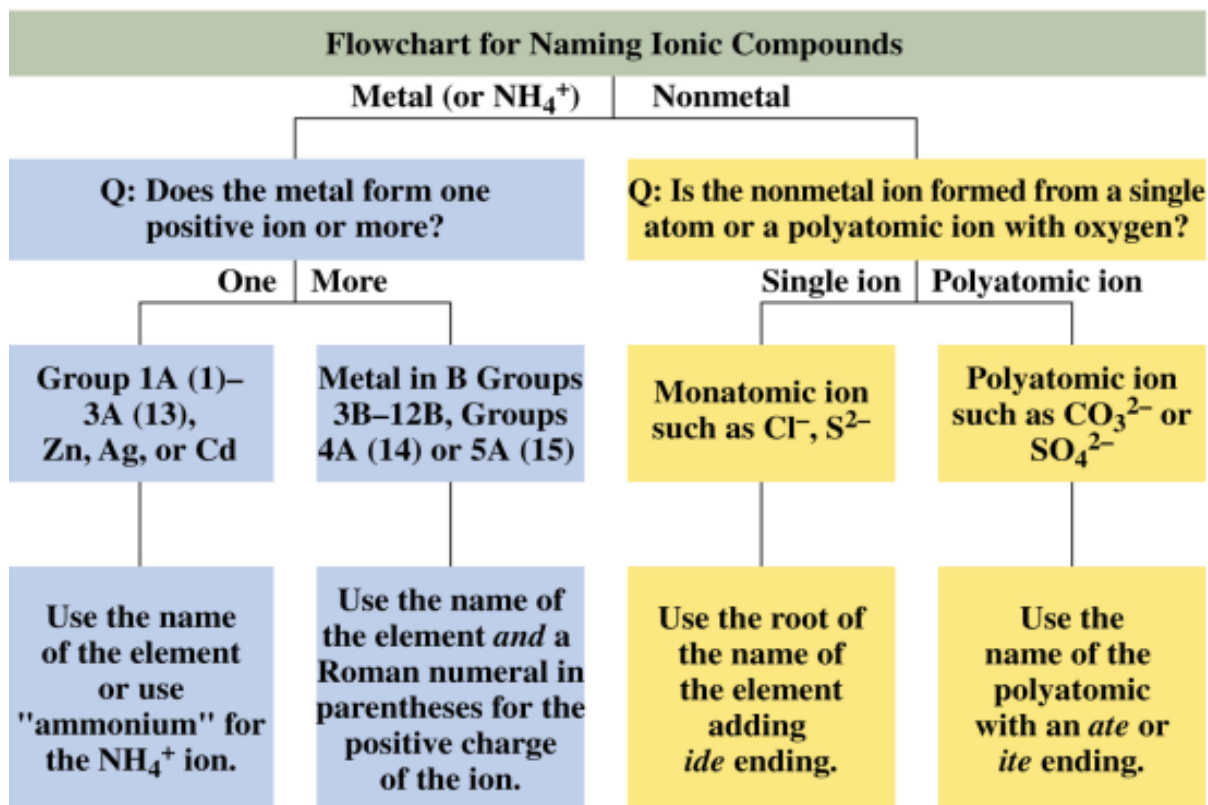 Flowchart for Naming Ionic Compounds
Metal (or NH₄⁺) Nonmetal
Q: Does the metal form one
positive ion or more?
Q: Is the nonmetal ion formed from a single
atom or a polyatomic ion with oxygen?
One More
Single ion Polyatomic ion
Group 1A (1)–
3A (13),
Zn, Ag, or Cd
Metal in B Groups
3B–12B, Groups
4A (14) or 5A (15)
Monatomic ion
such as Cl⁻, S²⁻
Polyatomic ion
such as CO₃²⁻ or
SO₄²⁻
Use the name
of the element
or use
"ammonium" for
the NH₄⁺ ion.
Use the name of
the element and a
Roman numeral in
parentheses for the
positive charge
of the ion.
Use the root of
the name of
the element
adding
ide ending.
Use the
name of the
polyatomic
with an ate or
ite ending.